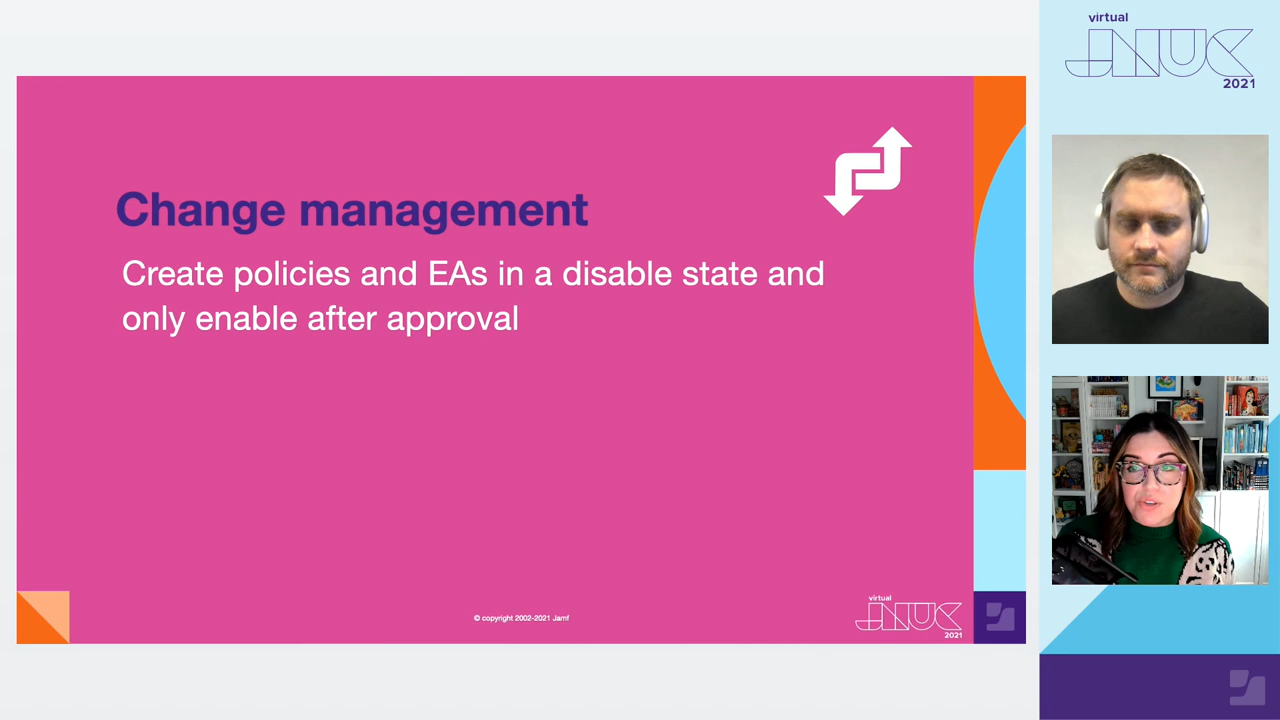 Change management
Create policies and EAs in a disable state and
only enable after approval
© copyright 2002-2021 Jamf
virtual
JNUC
2021
virtual
JNUC
2021